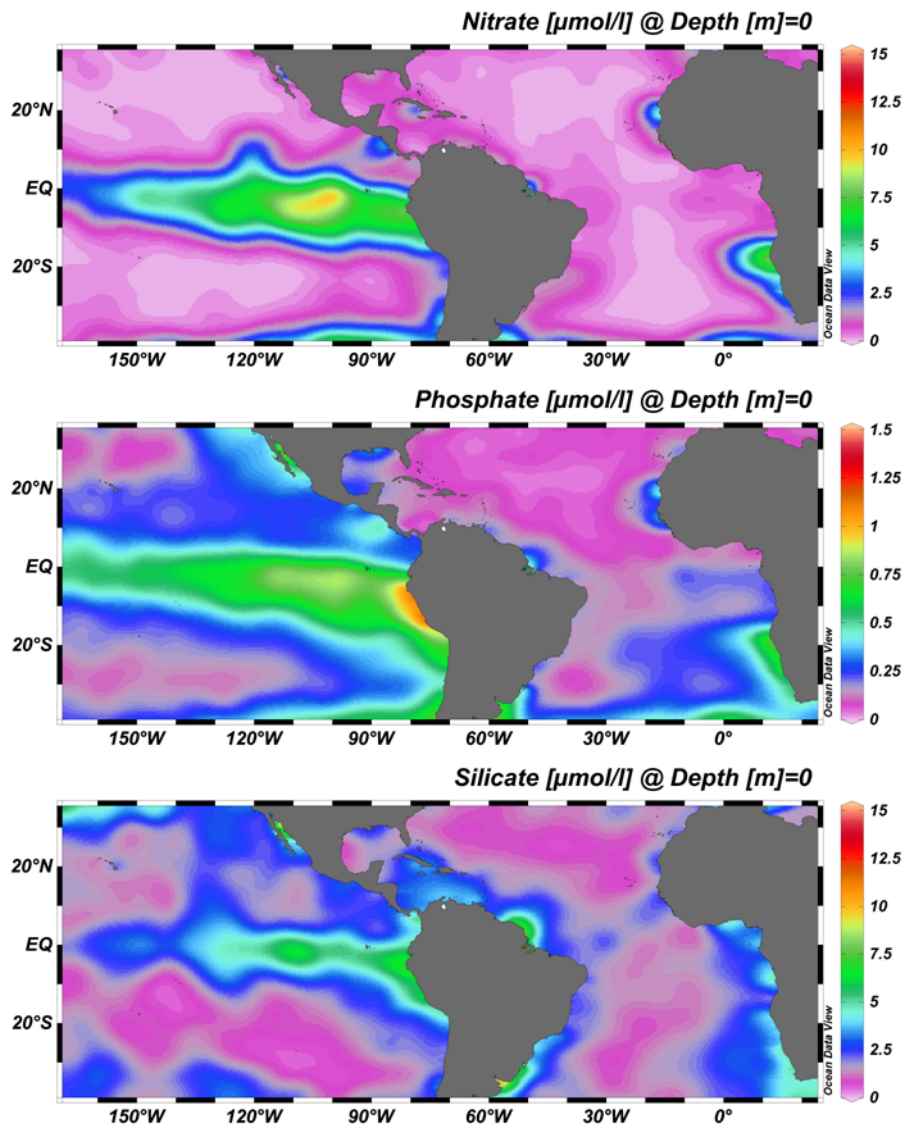 Nitrate [µmol/l] @ Depth [m]=0
15
12.5
10
7.5
5
2.5
0
20°N
EQ
20°S
150°W 120°W 90°W 60°W 30°W 0°
Ocean Data View
Phosphate [µmol/l] @ Depth [m]=0
1.5
1.25
1
0.75
0.5
0.25
0
20°N
EQ
20°S
150°W 120°W 90°W 60°W 30°W 0°
Ocean Data View
Silicate [µmol/l] @ Depth [m]=0
15
12.5
10
7.5
5
2.5
0
20°N
EQ
20°S
150°W 120°W 90°W 60°W 30°W 0°
Ocean Data View